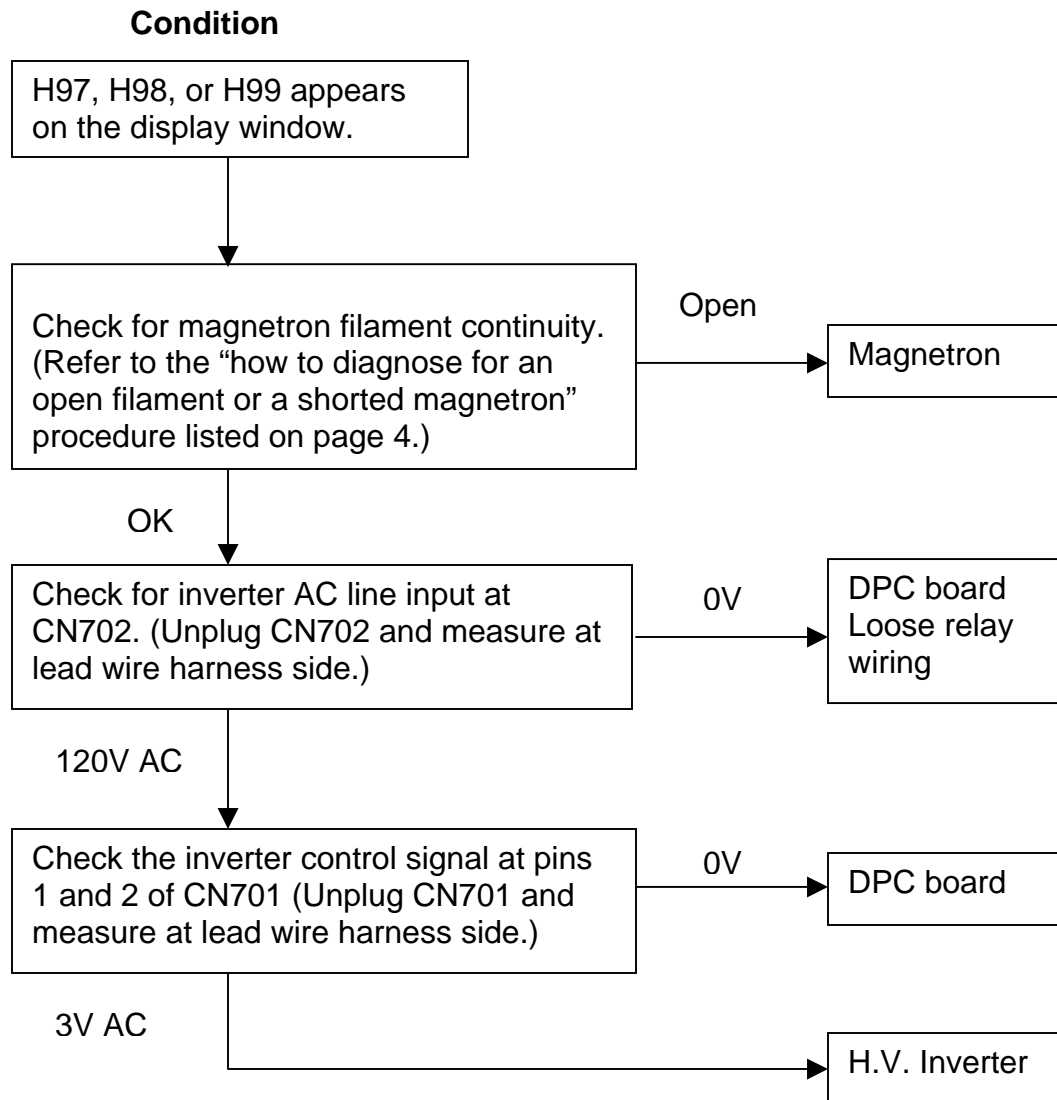 Condition
H97, H98, or H99 appears
on the display window.
Check for magnetron filament continuity.
(Refer to the “how to diagnose for an
open filament or a shorted magnetron”
procedure listed on page 4.)
Open
Magnetron
OK
Check for inverter AC line input at
CN702. (Unplug CN702 and measure at
lead wire harness side.)
0V
DPC board
Loose relay
wiring
120V AC
Check the inverter control signal at pins
1 and 2 of CN701 (Unplug CN701 and
measure at lead wire harness side.)
0V
DPC board
3V AC
H.V. Inverter